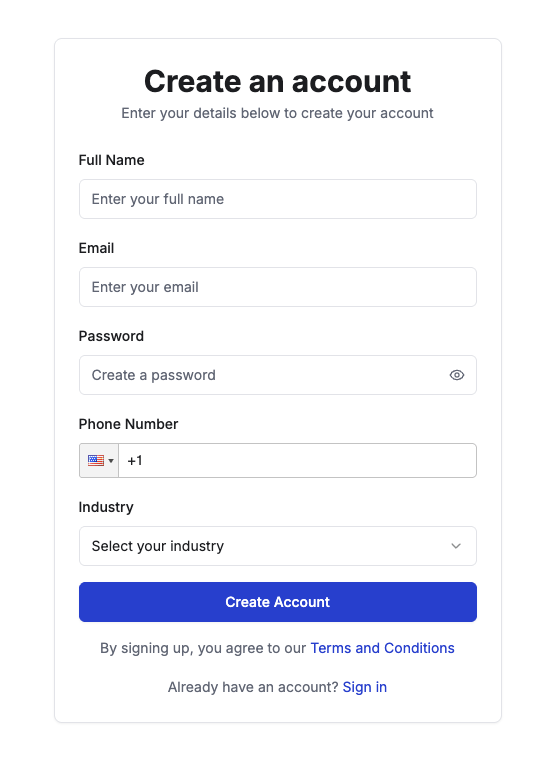 Create an account
Enter your details below to create your account
Full Name
Enter your full name
Email
Enter your email
Password
Create a password
Phone Number
+1
Industry
Select your industry
Create Account
By signing up, you agree to our Terms and Conditions
Already have an account? Sign in